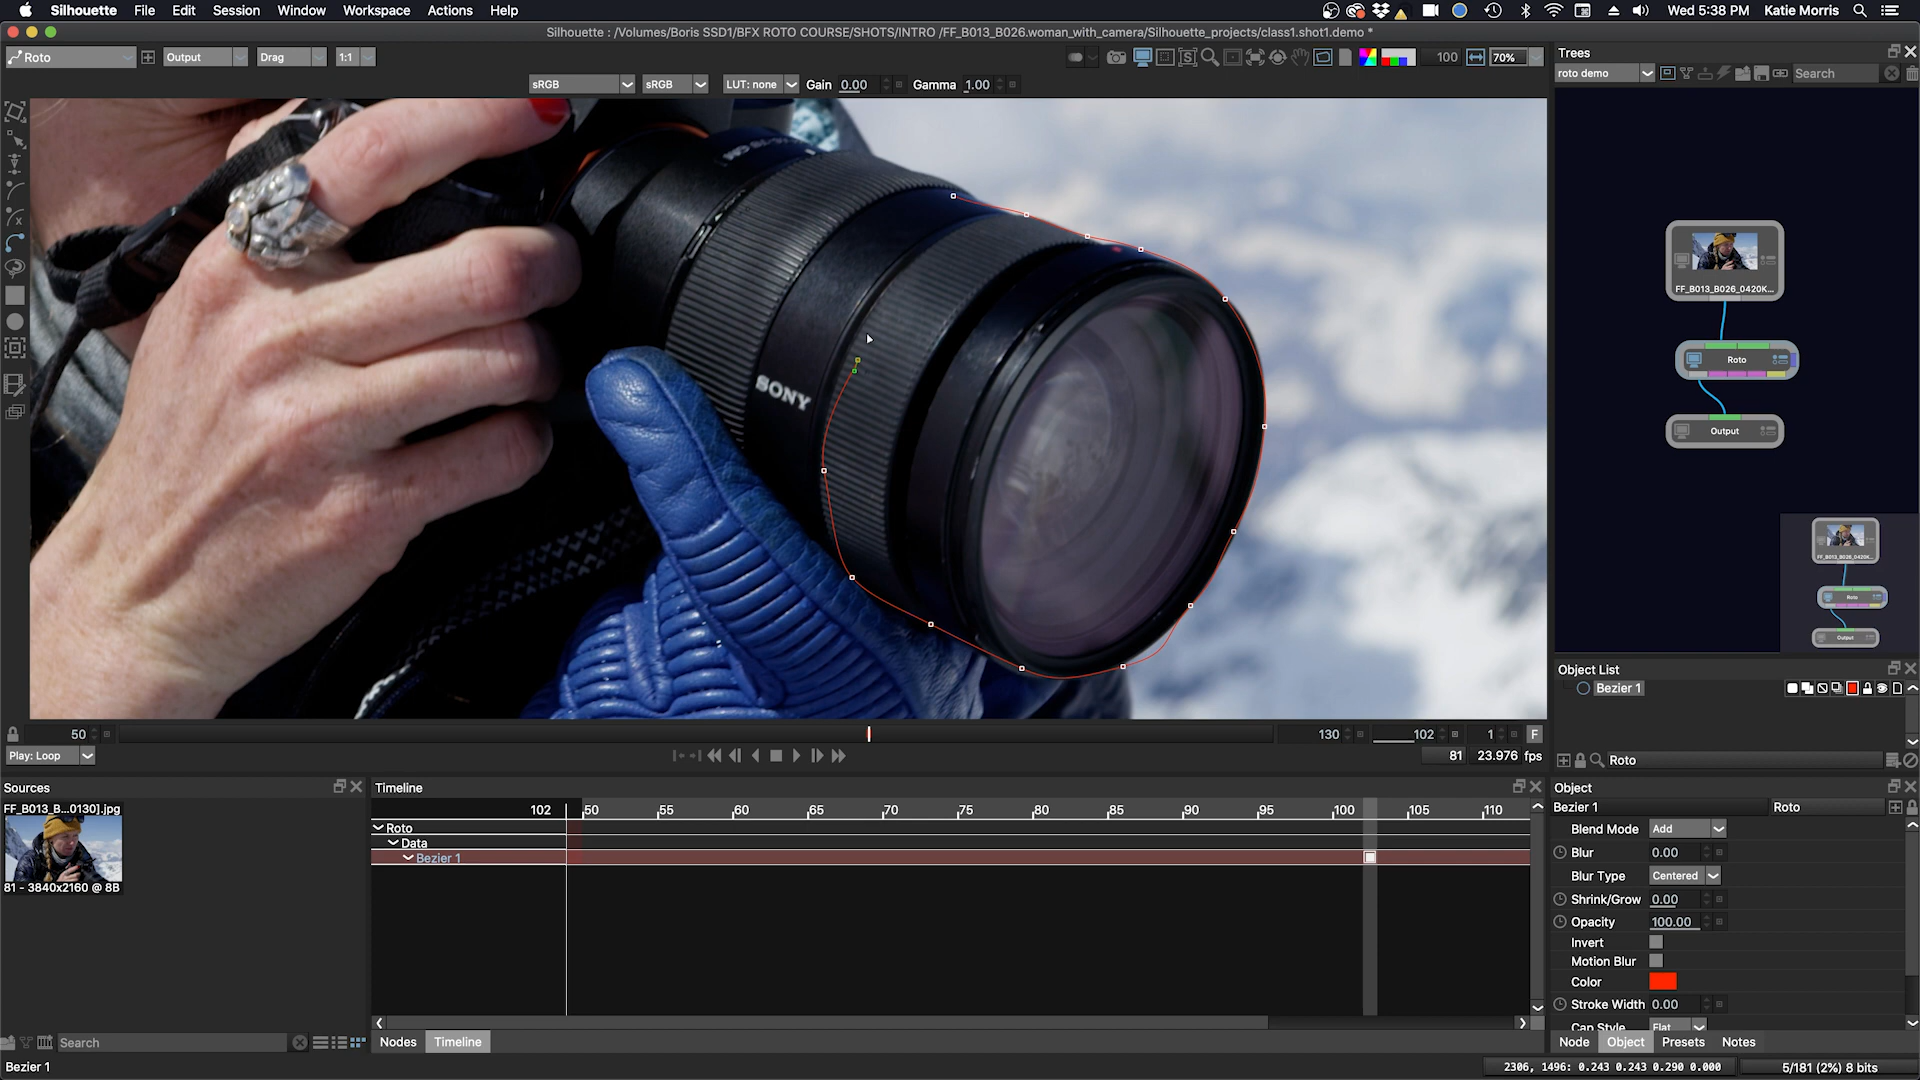 Silhouette File Edit Session Window Workspace Actions Help Wed 5:38 PM Katie Morris
Silhouette : /Volumes/Boris SSD1/BFX ROTO COURSE/SHOTS/INTRO /FF_B013_B026.woman_with_camera/Silhouette_projects/class1.shot1.demo *
Roto Output Drag 1:1 100 70%
sRGB sRGB LUT: none Gain 0.00 Gamma 1.00
Trees
roto demo Search
SONY
FF_B013_B026_0420K...
Roto
Output
FF_B013_B026_0420K...
Roto
Output
Object List
Bezier 1
Roto
50 130 102 1 F
Play: Loop 81 23.976 fps
Sources
FF_B013_B...0130].jpg
81 - 3840x2160 @ 8B
Search
Timeline
102 50 55 60 65 70 75 80 85 90 95 100 105 110
Roto
Data
Bezier 1
Nodes Timeline
Object
Bezier 1 Roto
Blend Mode Add
Blur 0.00
Blur Type Centered
Shrink/Grow 0.00
Opacity 100.00
Invert
Motion Blur
Color
Stroke Width 0.00
Cap Style Flat
Node Object Presets Notes
Bezier 1 2306, 1496: 0.243 0.243 0.290 0.000 5/181 (2%) 8 bits